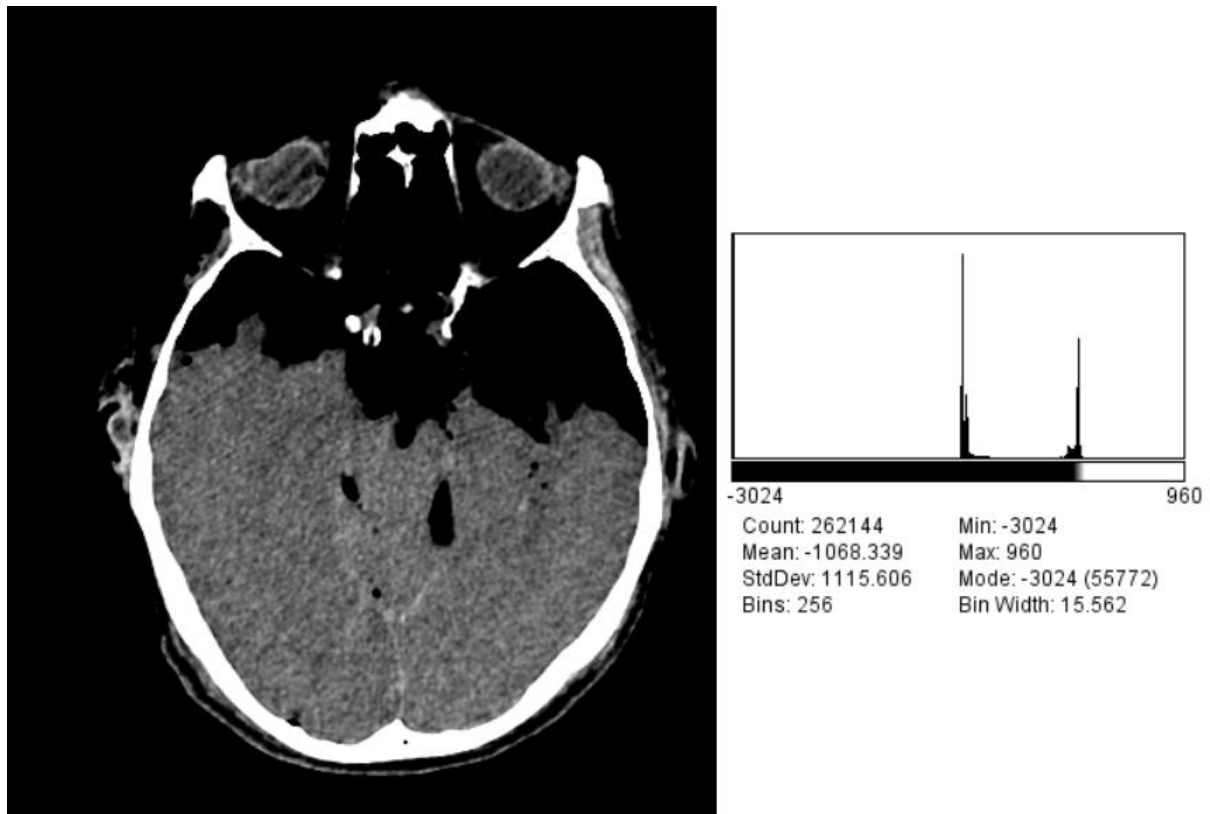 -3024 960
Count: 262144 Min: -3024
Mean: -1068.339 Max: 960
StdDev: 1115.606 Mode: -3024 (55772)
Bins: 256 Bin Width: 15.562